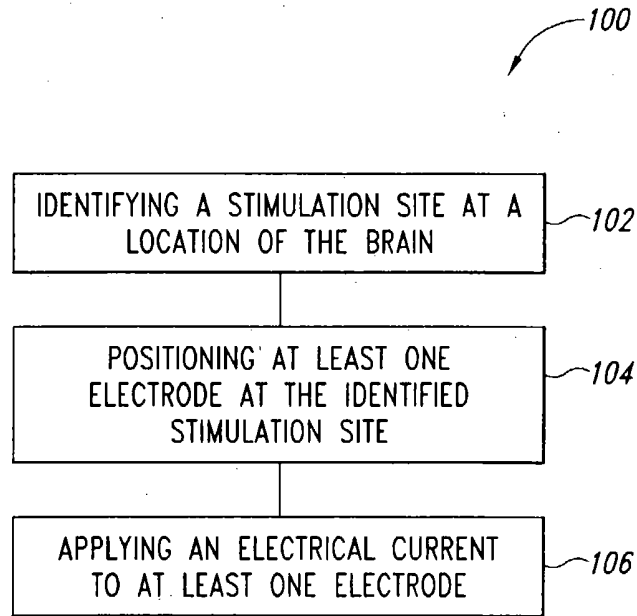 100
IDENTIFYING A STIMULATION SITE AT A
LOCATION OF THE BRAIN
102
POSITIONING AT LEAST ONE
ELECTRODE AT THE IDENTIFIED
STIMULATION SITE
104
APPLYING AN ELECTRICAL CURRENT
TO AT LEAST ONE ELECTRODE
106